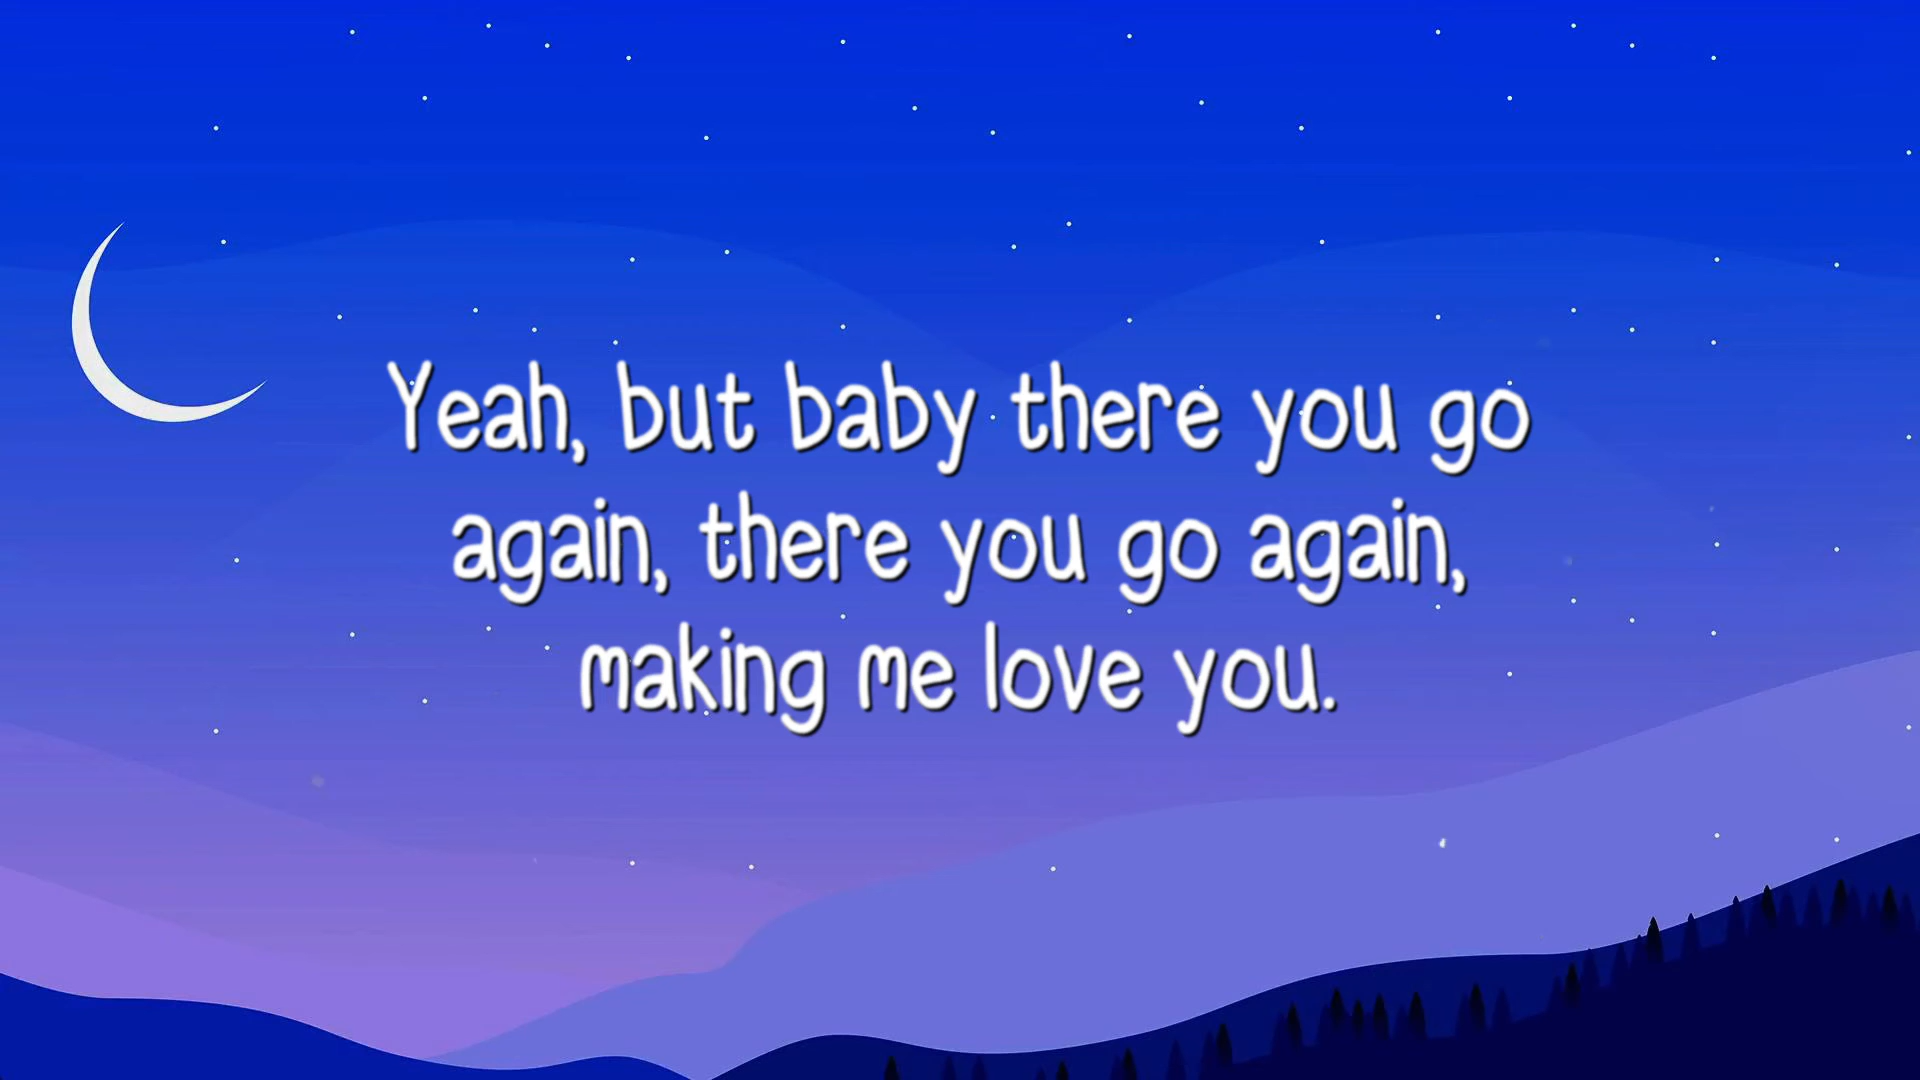 Yeah, but baby there you go
again, there you go again,
making me love you.